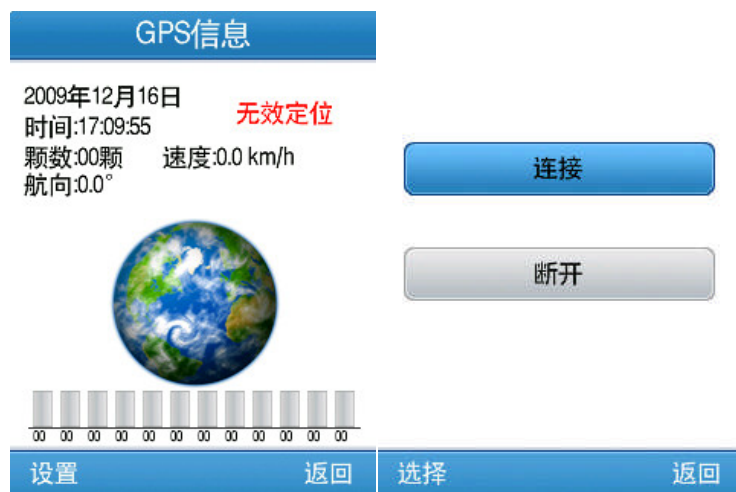 GPS信息
2009年12月16日
无效定位
时间:17:09:55
颗数:00颗 速度:0.0 km/h
航向:0.0°
00 00 00 00 00 00 00 00 00 00 00 00
设置 返回
连接
断开
选择 返回